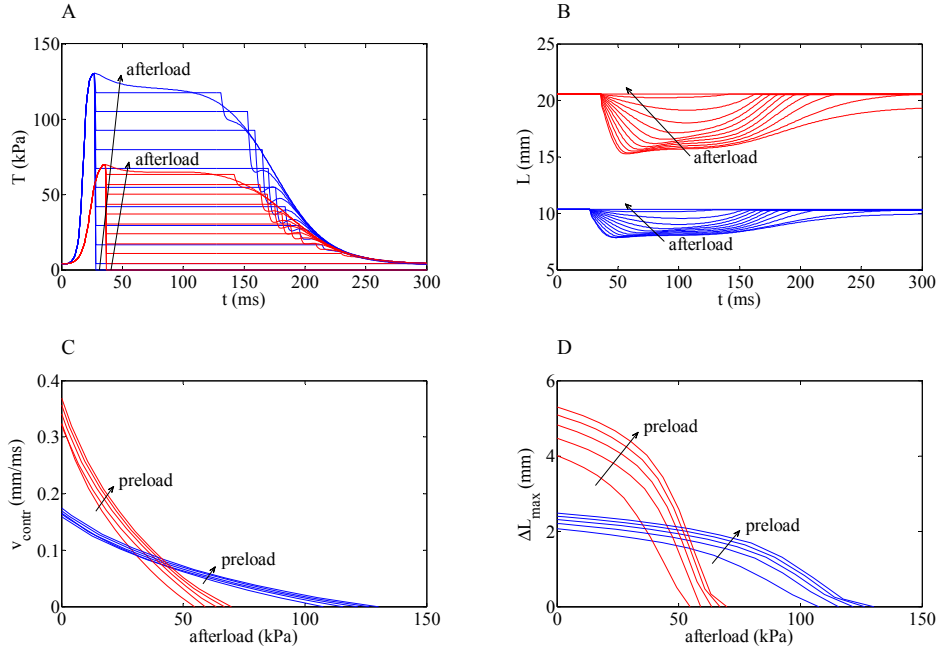 A
150
100
50
0
T (kPa)
afterload
afterload
0 50 100 150 200 250 300
t (ms)
B
25
20
15
10
5
L (mm)
afterload
afterload
0 50 100 150 200 250 300
t (ms)
C
0.4
0.3
0.2
0.1
0
v_contr (mm/ms)
preload
preload
0 50 100 150
afterload (kPa)
D
6
4
2
0
ΔL_max (mm)
preload
preload
0 50 100 150
afterload (kPa)